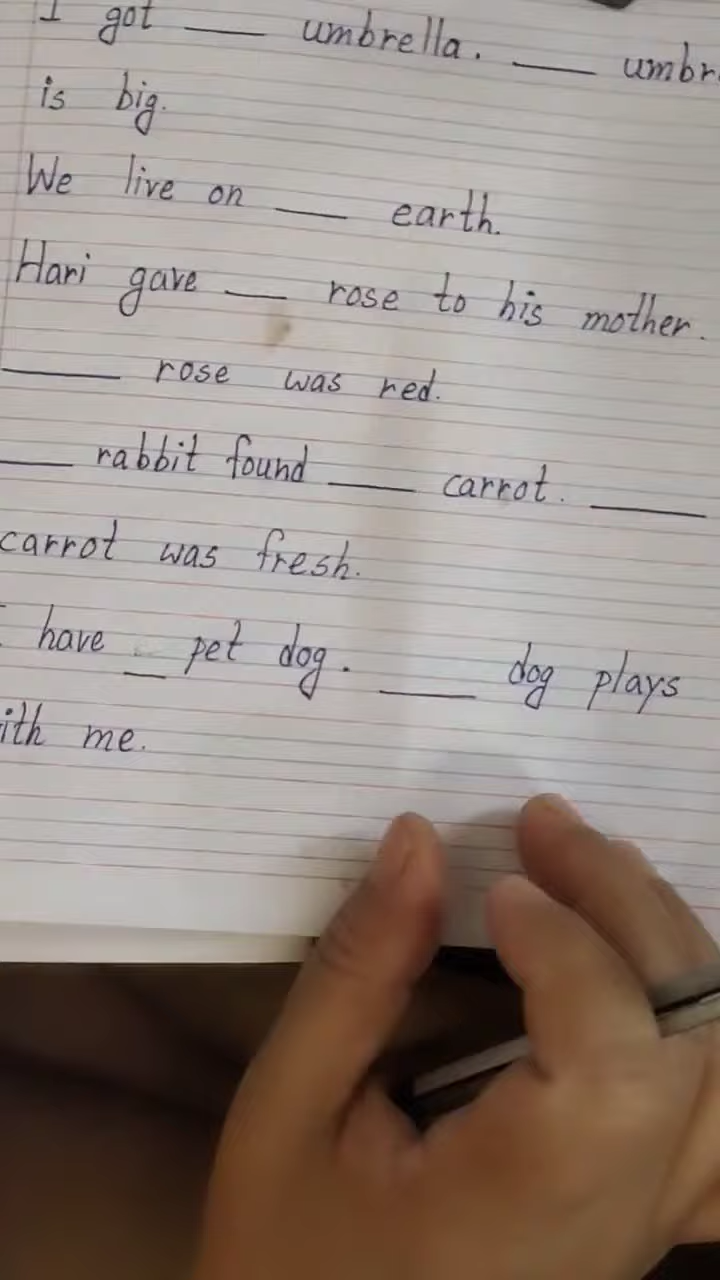 I got ___ umbrella. ___ umbr
is big.
We live on ___ earth.
Hari gave ___ rose to his mother.
___ rose was red.
___ rabbit found ___ carrot. ___
carrot was fresh.
have _ pet dog. ___ dog plays
ith me.